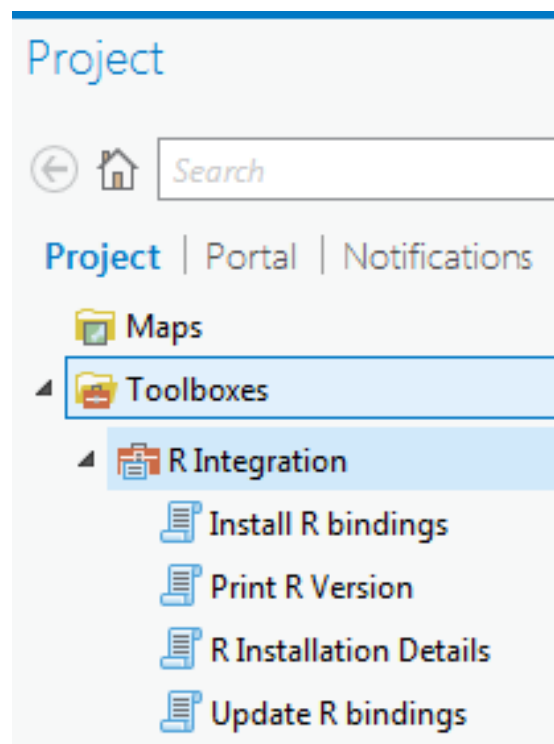 Project
Search
Project | Portal | Notifications
Maps
Toolboxes
R Integration
Install R bindings
Print R Version
R Installation Details
Update R bindings